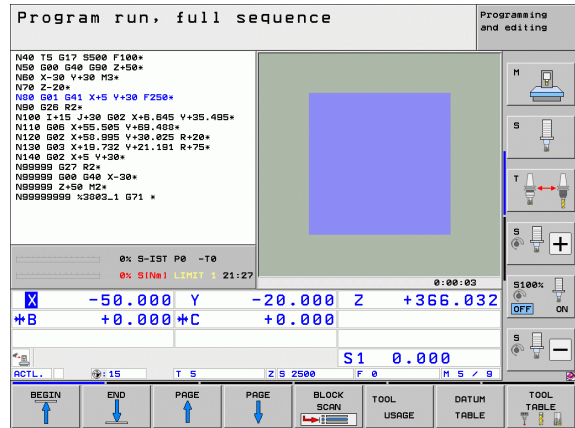 Program run, full sequence
Programming
and editing
N40 T5 G17 S500 F100*
N50 G00 G40 G90 Z+50*
N60 X-30 Y+30 M3*
N70 Z-20*
N80 G01 G41 X+5 Y+30 F250*
N90 G26 R2*
N100 I+15 J+30 G02 X+6.645 Y+35.495*
N110 G06 X+55.505 Y+69.488*
N120 G02 X+58.995 Y+30.025 R+20*
N130 G03 X+19.732 Y+21.191 R+75*
N140 G02 X+5 Y+30*
N99999 G27 R2*
N99999 G00 G40 X-30*
N99999 Z+50 M2*
N99999999 %3803_1 G71 *
0% S-IST P0 -T0
0% S[Nm] LIMIT 1 21:27
0:00:03
M
S
T
S
S100%
OFF ON
S
X -50.000 Y -20.000 Z +366.032
B +0.000 C +0.000
S1 0.00
ACTL. : 15 T 5 Z S 2500 F 0 M 5 / 9
BEGIN
END
PAGE
PAGE
BLOCK
SCAN
TOOL
USAGE
DATUM
TABLE
TOOL
TABLE